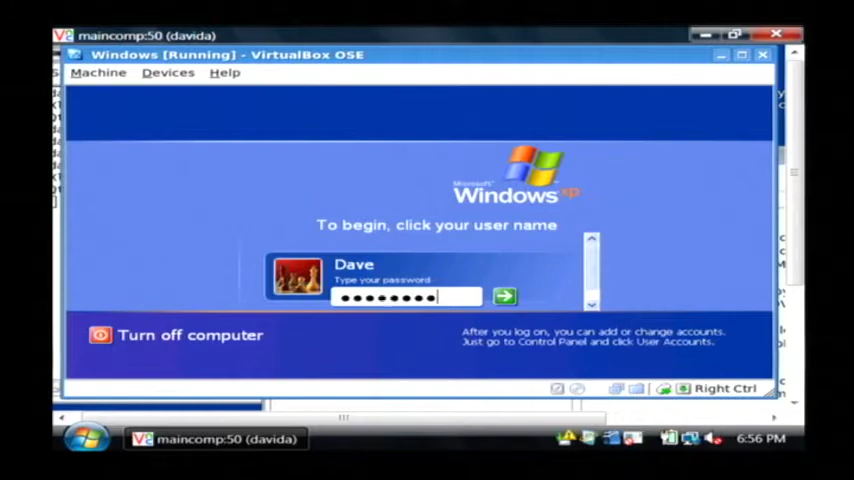 maincomp:50 (davida)
Windows [Running] - VirtualBox OSE
Machine Devices Help
Microsoft
Windows xp
To begin, click your user name
Dave
Type your password
Turn off computer
After you log on, you can add or change accounts.
Just go to Control Panel and click User Accounts.
Right Ctrl
maincomp:50 (davida)
6:56 PM